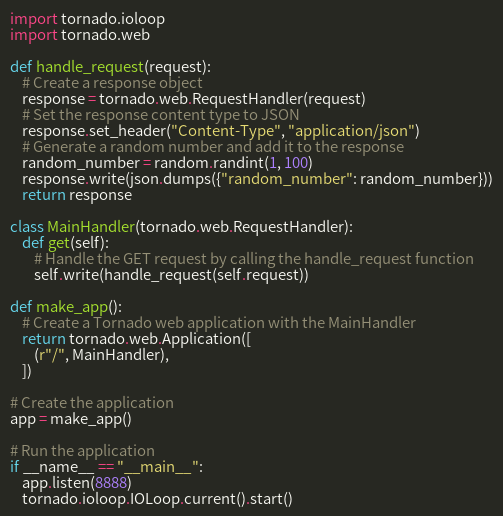 import tornado.ioloop
import tornado.web

def handle_request(request):
    # Create a response object
    response = tornado.web.RequestHandler(request)
    # Set the response content type to JSON
    response.set_header("Content-Type", "application/json")
    # Generate a random number and add it to the response
    random_number = random.randint(1, 100)
    response.write(json.dumps({"random_number": random_number}))
    return response

class MainHandler(tornado.web.RequestHandler):
    def get(self):
        # Handle the GET request by calling the handle_request function
        self.write(handle_request(self.request))

def make_app():
    # Create a Tornado web application with the MainHandler
    return tornado.web.Application([
        (r"/", MainHandler),
    ])

# Create the application
app = make_app()

# Run the application
if __name__ == "__main__":
    app.listen(8888)
    tornado.ioloop.IOLoop.current().start()